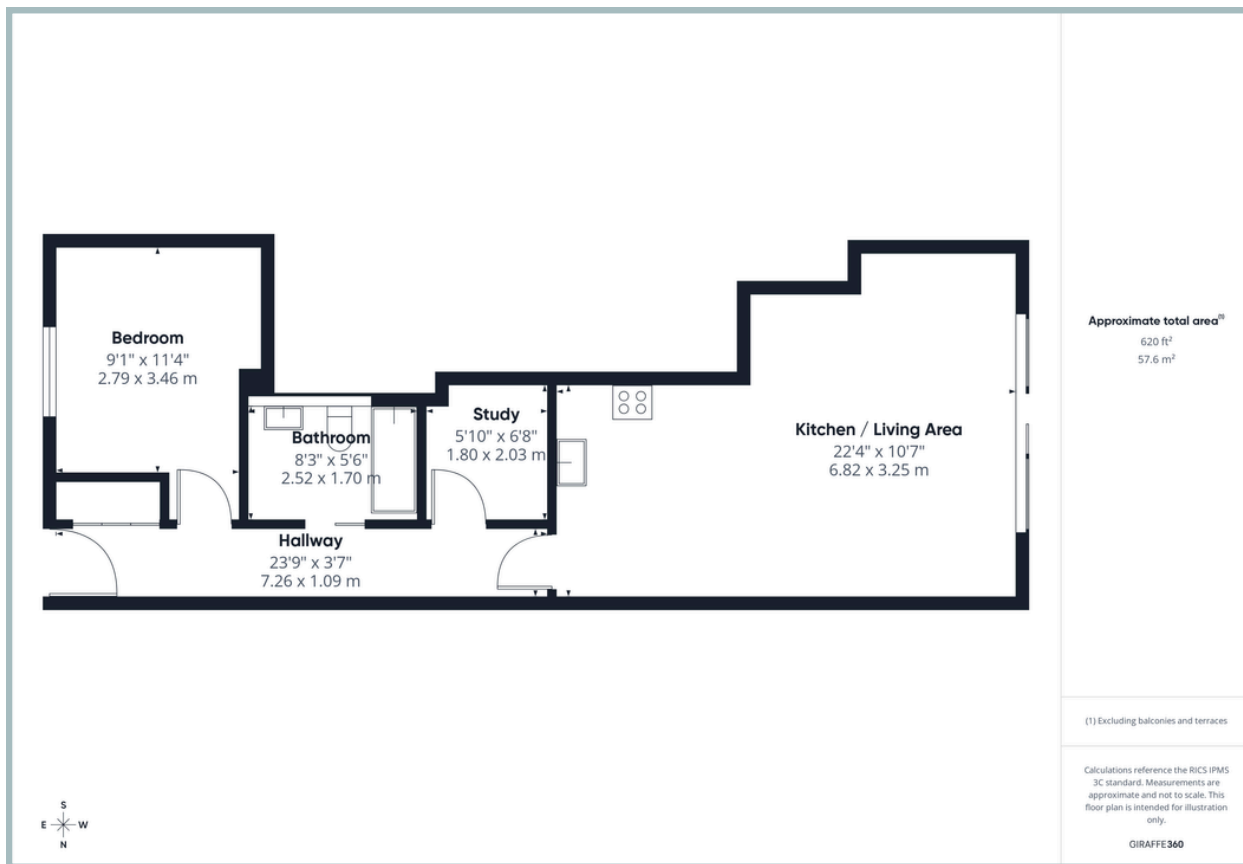 Bedroom
9'1" x 11'4"
2.79 x 3.46 m
Bathroom
8'3" x 5'6"
2.52 x 1.70 m
Study
5'10" x 6'8"
1.80 x 2.03 m
Kitchen / Living Area
22'4" x 10'7"
6.82 x 3.25 m
Hallway
23'9" x 3'7"
7.26 x 1.09 m
Approximate total area(1)
620 ft²
57.6 m²
(1) Excluding balconies and terraces
Calculations reference the RICS IPMS
3C standard. Measurements are
approximate and not to scale. This
floor plan is intended for illustration
only.
GIRAFFE360
S
E W
N